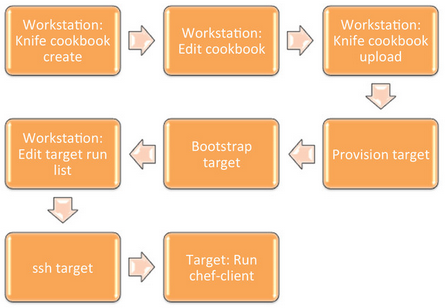 Workstation:
Knife cookbook
create
Workstation:
Edit cookbook
Workstation:
Knife cookbook
upload
Provision target
Bootstrap
target
Workstation:
Edit target run
list
ssh target
Target: Run
chef-client